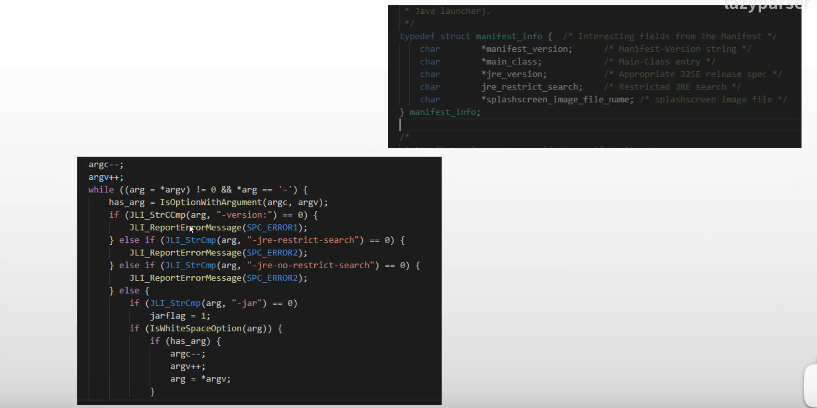 lazyparser
* Java launcher).
*/
typedef struct manifest_info {  /* Interesting fields from the Manifest */
    char        *manifest_version;      /* Manifest-Version string */
    char        *main_class;            /* Main-Class entry */
    char        *jre_version;           /* Appropriate J2SE release spec */
    char        jre_restrict_search;    /* Restricted JRE search */
    char        *splashscreen_image_file_name; /* splashscreen image file */
} manifest_info;
/*
argc--;
argv++;
while ((arg = *argv) != 0 && *arg == '-') {
    has_arg = IsOptionWithArgument(argc, argv);
    if (JLI_StrCCmp(arg, "-version:") == 0) {
        JLI_ReportErrorMessage(SPC_ERROR1);
    } else if (JLI_StrCmp(arg, "-jre-restrict-search") == 0) {
        JLI_ReportErrorMessage(SPC_ERROR2);
    } else if (JLI_StrCmp(arg, "-jre-no-restrict-search") == 0) {
        JLI_ReportErrorMessage(SPC_ERROR2);
    } else {
        if (JLI_StrCmp(arg, "-jar") == 0)
            jarflag = 1;
        if (IsWhiteSpaceOption(arg)) {
            if (has_arg) {
                argc--;
                argv++;
                arg = *argv;
            }